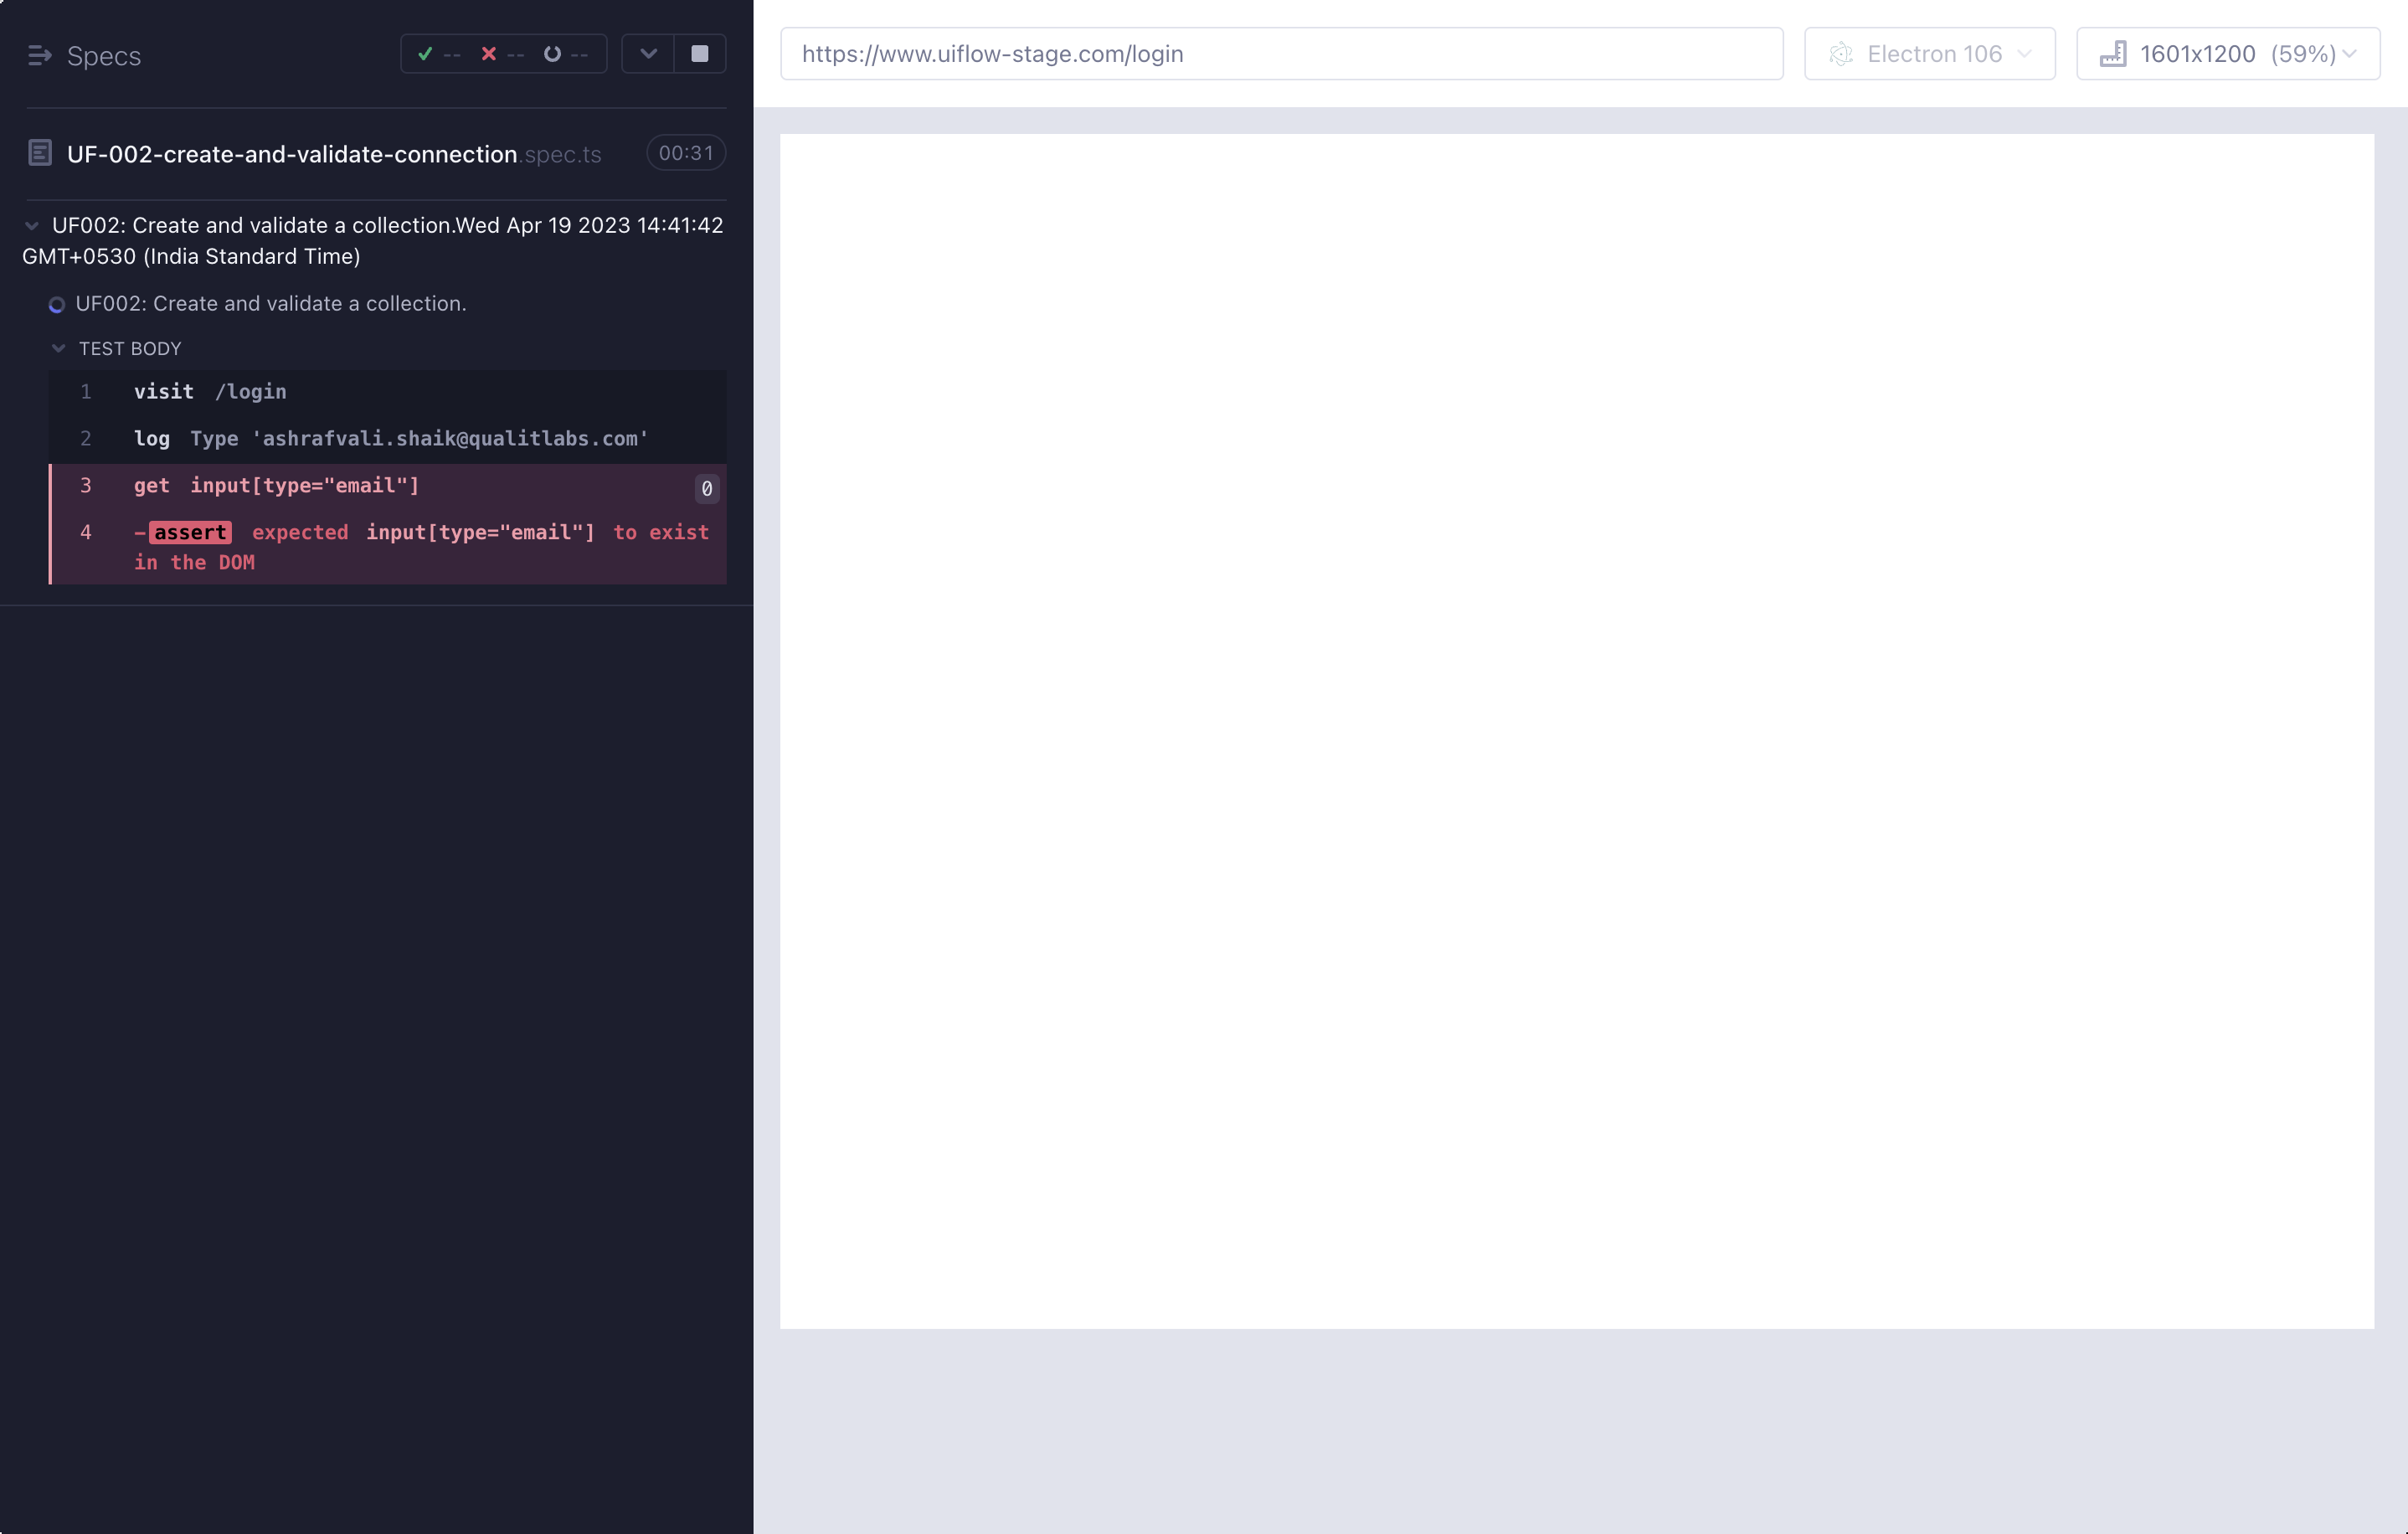 Specs
-- -- --
UF-002-create-and-validate-connection.spec.ts 00:31
UF002: Create and validate a collection.Wed Apr 19 2023 14:41:42
GMT+0530 (India Standard Time)
UF002: Create and validate a collection.
TEST BODY
1 visit /login
2 log Type 'ashrafvali.shaik@qualitlabs.com'
3 get input[type="email"] 0
4 -assert expected input[type="email"] to exist
in the DOM
https://www.uiflow-stage.com/login
Electron 106
1601x1200 (59%)